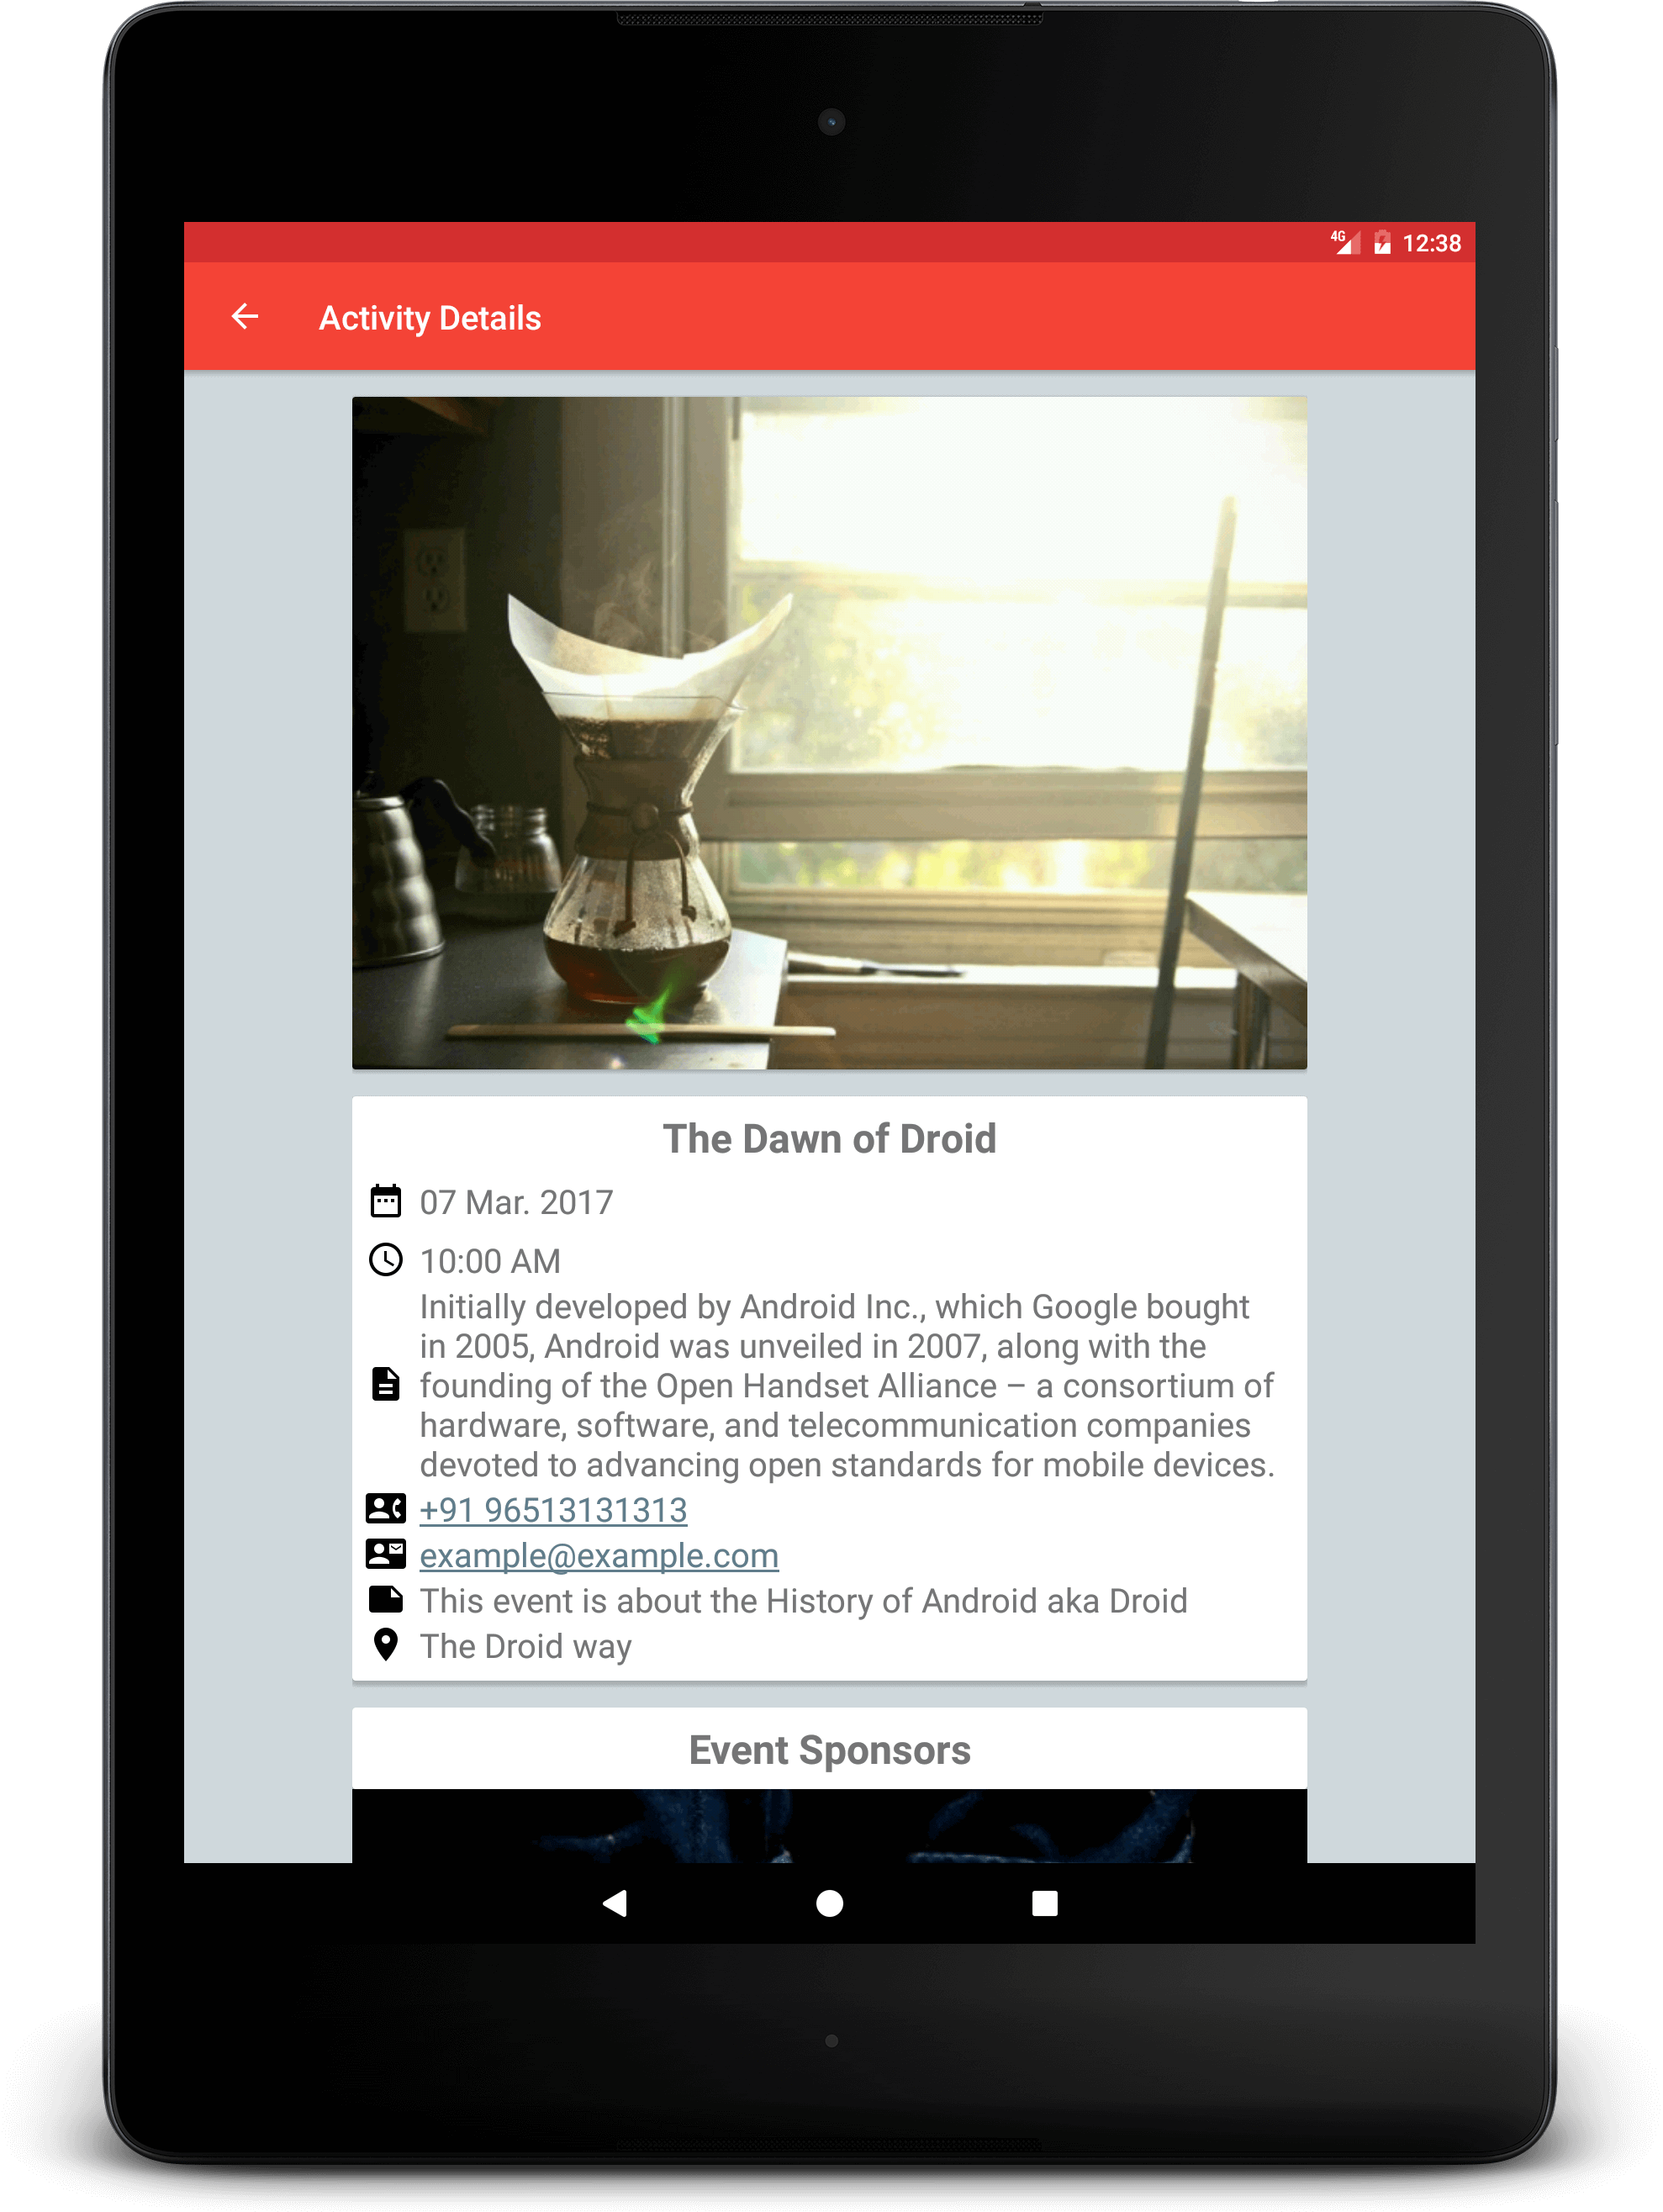 4G 12:38
Activity Details
The Dawn of Droid
07 Mar. 2017
10:00 AM
Initially developed by Android Inc., which Google bought
in 2005, Android was unveiled in 2007, along with the
founding of the Open Handset Alliance – a consortium of
hardware, software, and telecommunication companies
devoted to advancing open standards for mobile devices.
+91 96513131313
example@example.com
This event is about the History of Android aka Droid
The Droid way
Event Sponsors